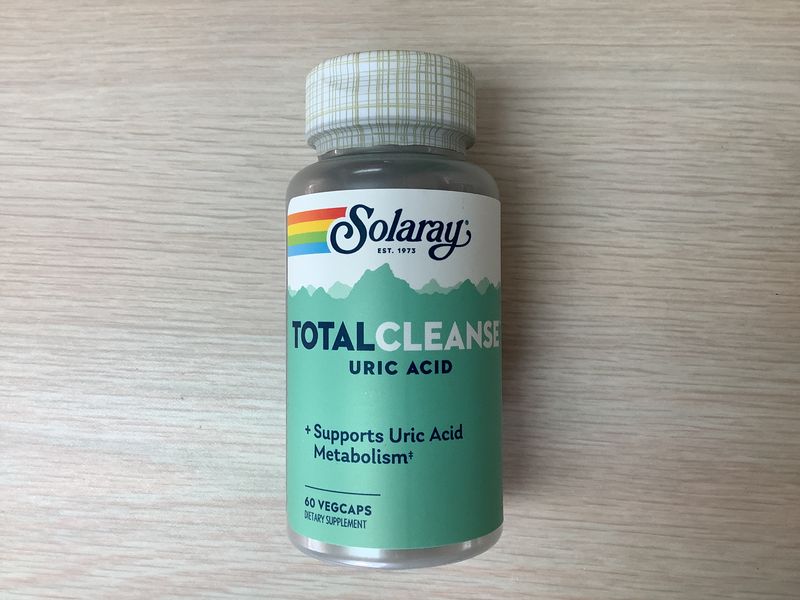 Solaray®
EST. 1973
TOTALCLEANSE
URIC ACID
+ Supports Uric Acid
Metabolism‡
60 VEGCAPS
DIETARY SUPPLEMENT